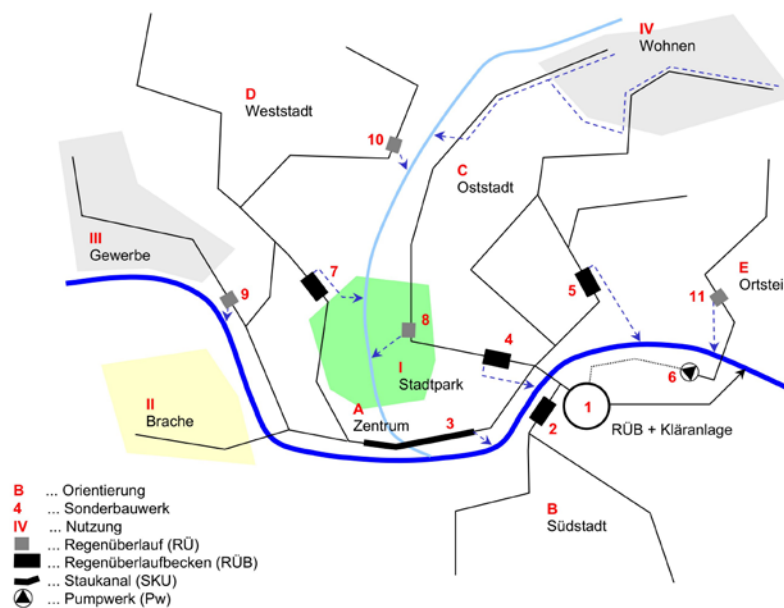 IV
Wohnen
D
Weststadt
10
C
Oststadt
III
Gewerbe
9
7
5
E
Ortstei
11
8
4
I
Stadtpark
6
II
Brache
A
Zentrum
3
2
1
RÜB + Kläranlage
B
Südstadt
B ... Orientierung
4 ... Sonderbauwerk
IV ... Nutzung
... Regenüberlauf (RÜ)
... Regenüberlaufbecken (RÜB)
... Staukanal (SKU)
... Pumpwerk (Pw)